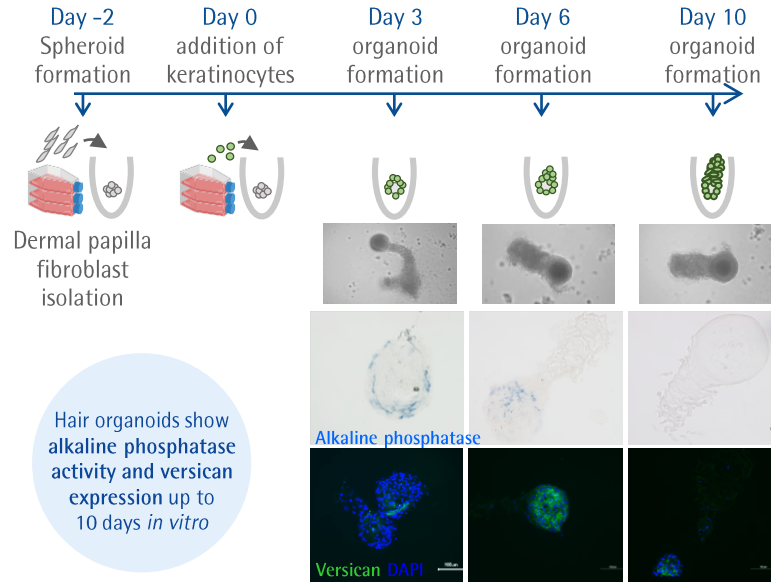 Day -2
Spheroid
formation
Day 0
addition of
keratinocytes
Day 3
organoid
formation
Day 6
organoid
formation
Day 10
organoid
formation
Dermal papilla
fibroblast
isolation
Hair organoids show
alkaline phosphatase
activity and versican
expression up to
10 days in vitro
Alkaline phosphatase
Versican DAPI